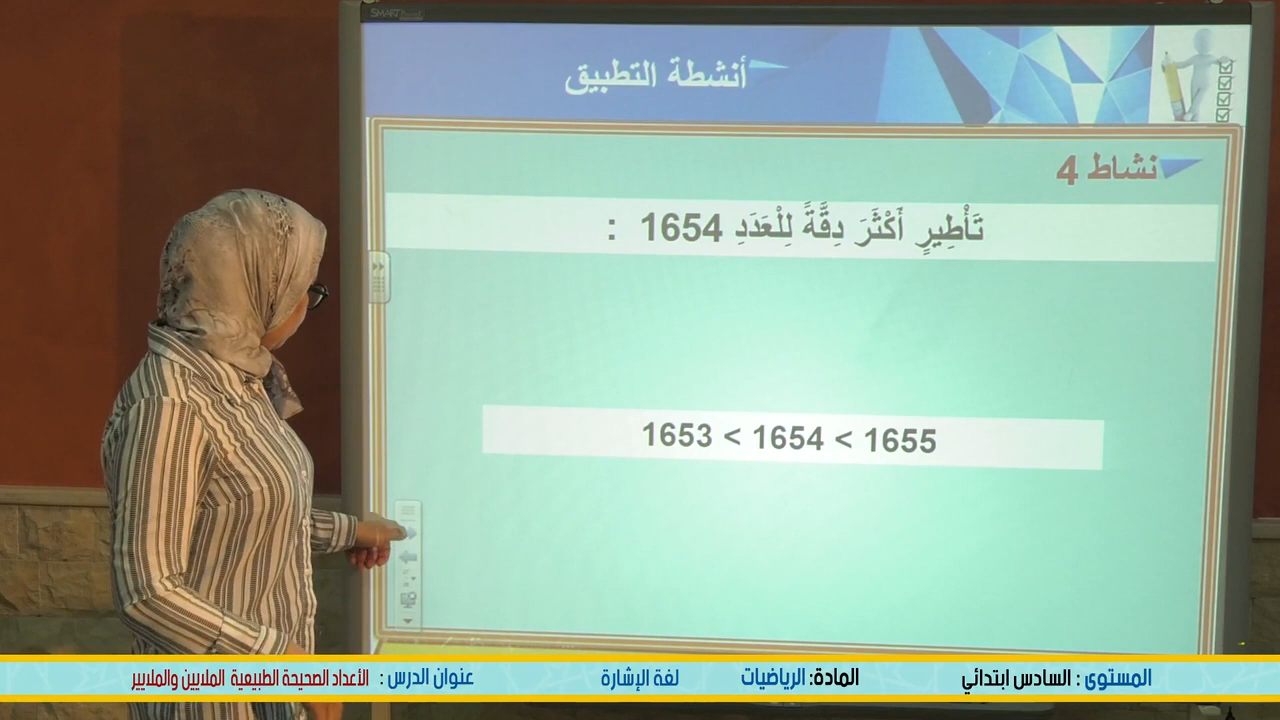 SMART
أنشطة التطبيق
نشاط 4
تَأْطِيرٍ أَكْثَرَ دِقَّةً لِلْعَدَدِ 1654 :
1653 < 1654 < 1655
المستوى : السادس ابتدائي المادة: الرياضيات لغة الإشارة عنوان الدرس : الأعداد الصحيحة الطبيعية الملايين والملايير